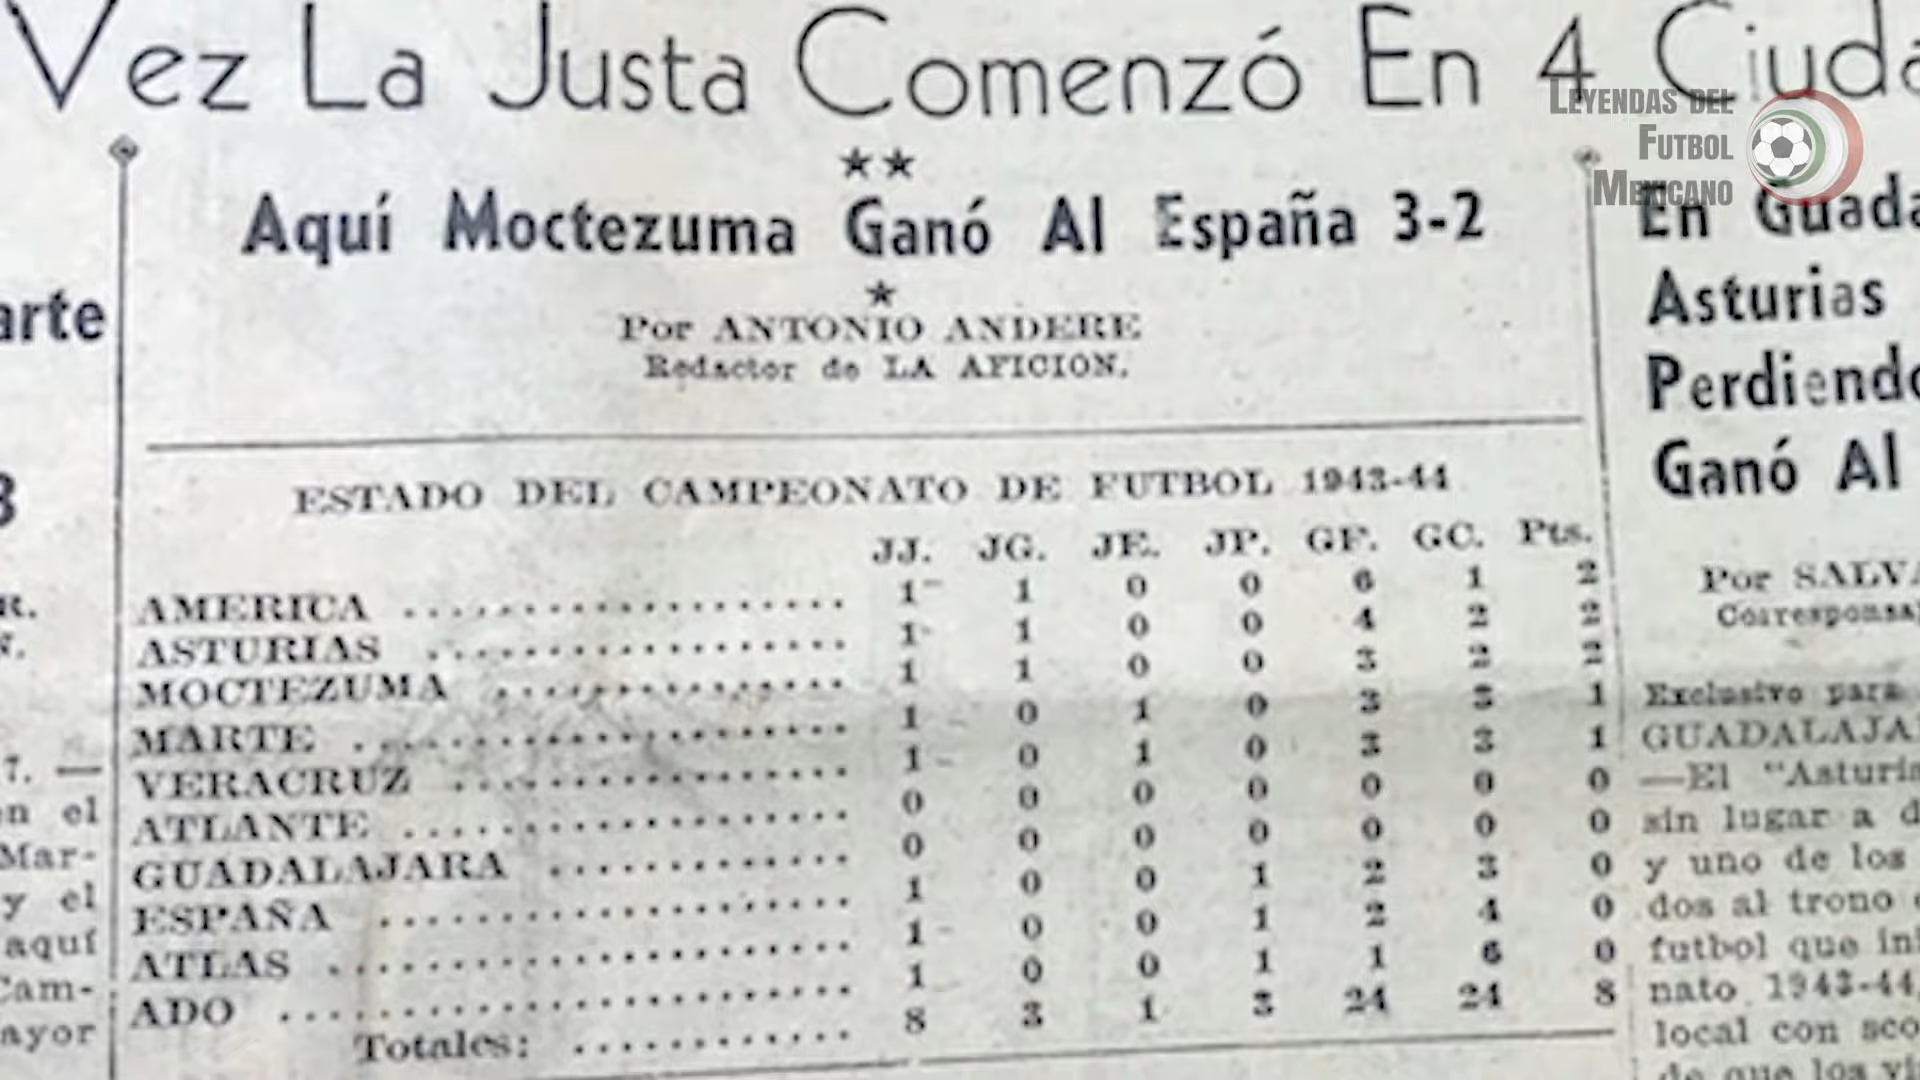 Vez La Justa Comenzó En 4 Ciuda
LEYENDAS DEL
FUTBOL
MEXICANO
Aquí Moctezuma Ganó Al España 3-2
Por ANTONIO ANDERE
Redactor de LA AFICION.
ESTADO DEL CAMPEONATO DE FUTBOL 1943-44
JJ. JG. JE. JP. GF. GC. Pts.
AMERICA .................. 1 1 0 0 6 1 2
ASTURIAS ................. 1 1 0 0 4 2 2
MOCTEZUMA .............. 1 1 0 0 3 2 2
MARTE .................... 1 0 1 0 3 3 1
VERACRUZ ................ 1 0 1 0 3 3 1
ATLANTE .................. 0 0 0 0 0 0 0
GUADALAJARA ............ 0 0 0 0 0 0 0
ESPAÑA ................... 1 0 0 1 2 3 0
ATLAS ..................... 1 0 0 1 2 4 0
ADO ....................... 1 0 0 1 1 6 0
Totales: ............ 8 3 1 3 24 24 8
arte
3
R.
N.
7. —
en el
Mar-
y el
aquí
Cam-
ayor
En Guada
Asturias
Perdiendo
Ganó Al
Por SALVA
Corresponsa
Exclusivo para
GUADALAJAR
—El "Asturia
sin lugar a d
y uno de los
dos al trono
futbol que ini
nato 1943-44,
local con sco
de que los vi